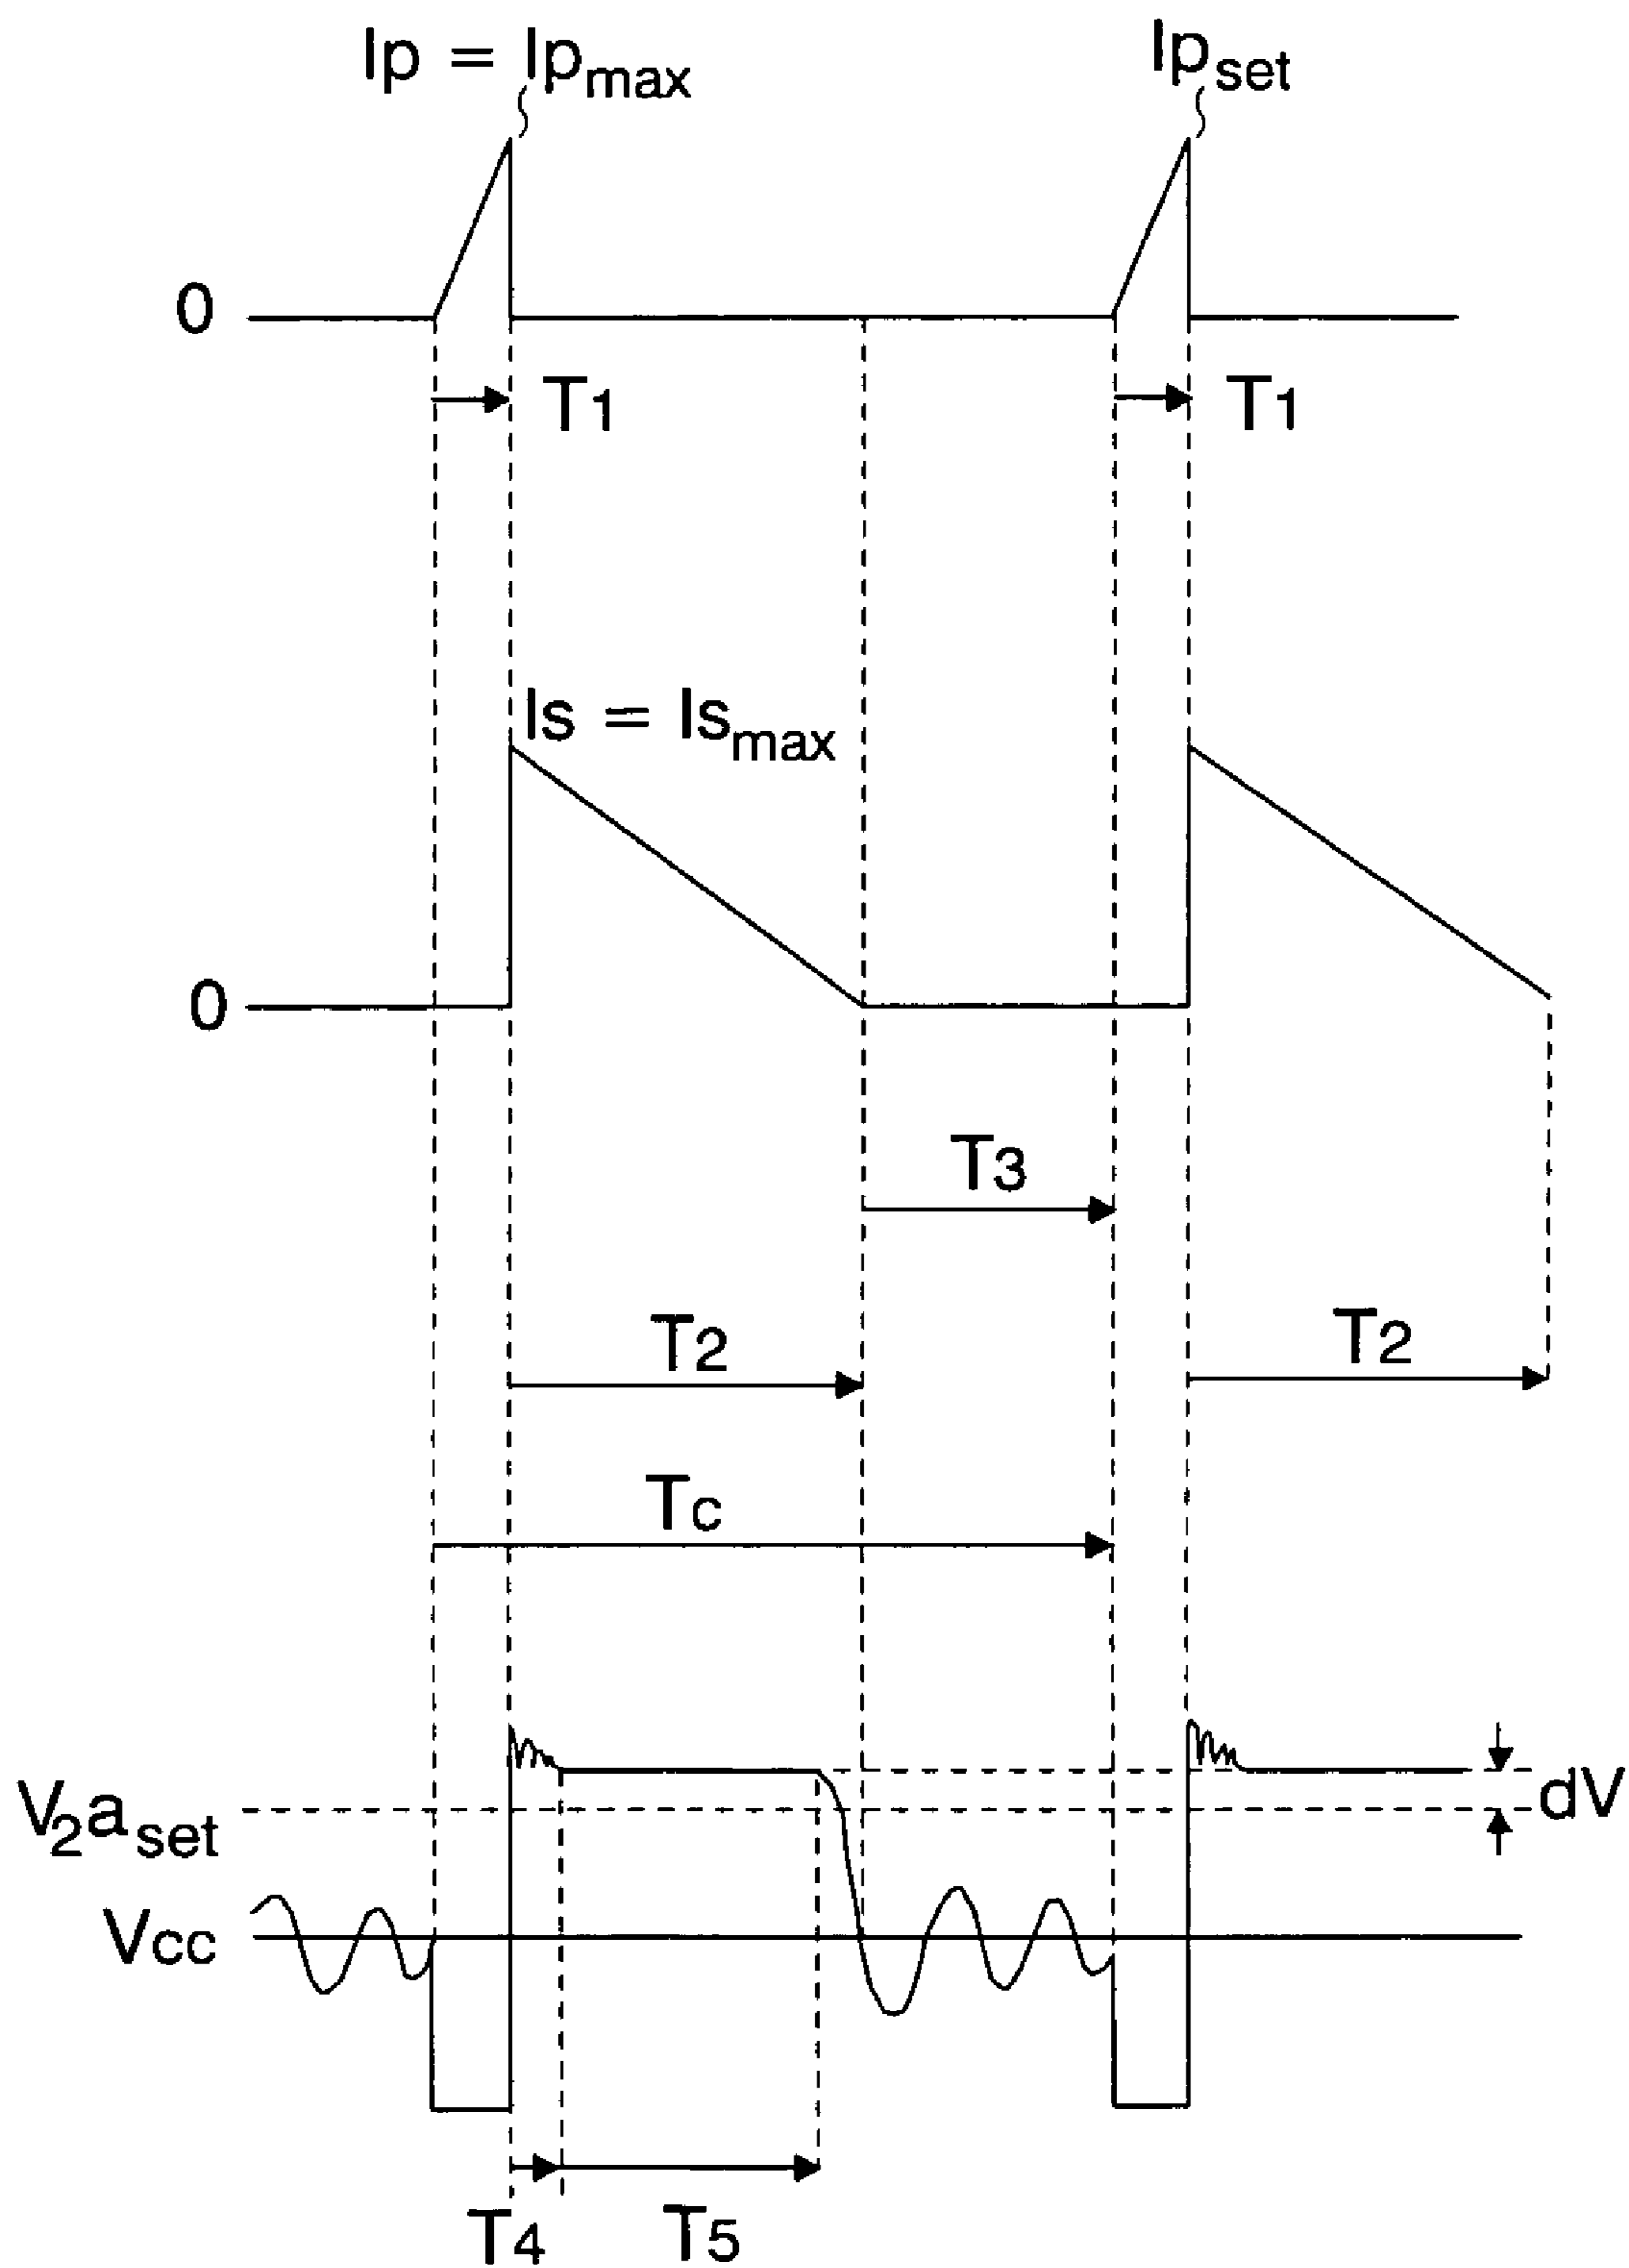 Ip = Ipmax
Ipset
0
T1
T1
Is = Ismax
0
T3
T2
T2
Tc
V2aset
dV
Vcc
T4
T5